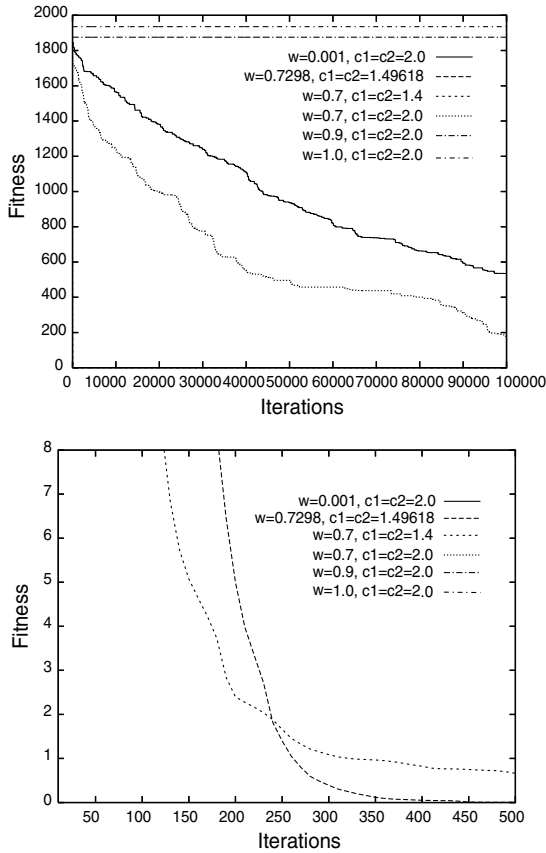 2000
1800
1600
1400
1200
1000
800
600
400
200
0
Fitness
w=0.001, c1=c2=2.0
w=0.7298, c1=c2=1.49618
w=0.7, c1=c2=1.4
w=0.7, c1=c2=2.0
w=0.9, c1=c2=2.0
w=1.0, c1=c2=2.0
0 10000 20000 30000 40000 50000 60000 70000 80000 90000 100000
Iterations
8
7
6
5
4
3
2
1
0
Fitness
w=0.001, c1=c2=2.0
w=0.7298, c1=c2=1.49618
w=0.7, c1=c2=1.4
w=0.7, c1=c2=2.0
w=0.9, c1=c2=2.0
w=1.0, c1=c2=2.0
50 100 150 200 250 300 350 400 450 500
Iterations